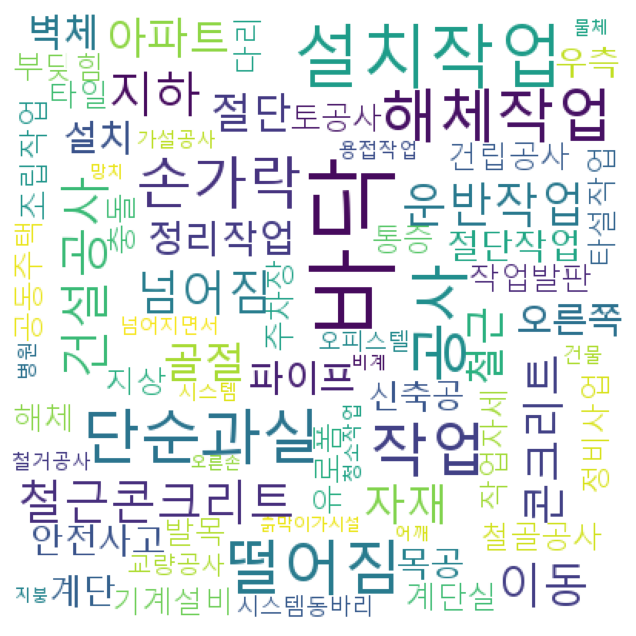 벽체
아파트
다리
설치작업
물체
우측
부딪힘
타일
지하
절단
토공사
해체작업
조립작업
설치
가설공사
용접작업
건립공사
타설작업
망치
손가락
바닥
운반작업
건설공사
충돌
정리작업
통증
절단작업
공동주택
넘어짐
주차장
공사
작업발판
철근
오른쪽
병원
넘어지면서
오피스텔
골절
파이프
비계
건물
지상
시스템
신축공
콘크리트
정비사업
해체
단순과실
유로폼
청소작업
작업
작업자세
철거공사
오른손
철근콘크리트
자재
안전사고
발목
흙막이가시설
어깨
철골공사
교량공사
떨어짐
목공
이동
지붕
계단
기계설비
시스템동바리
계단실